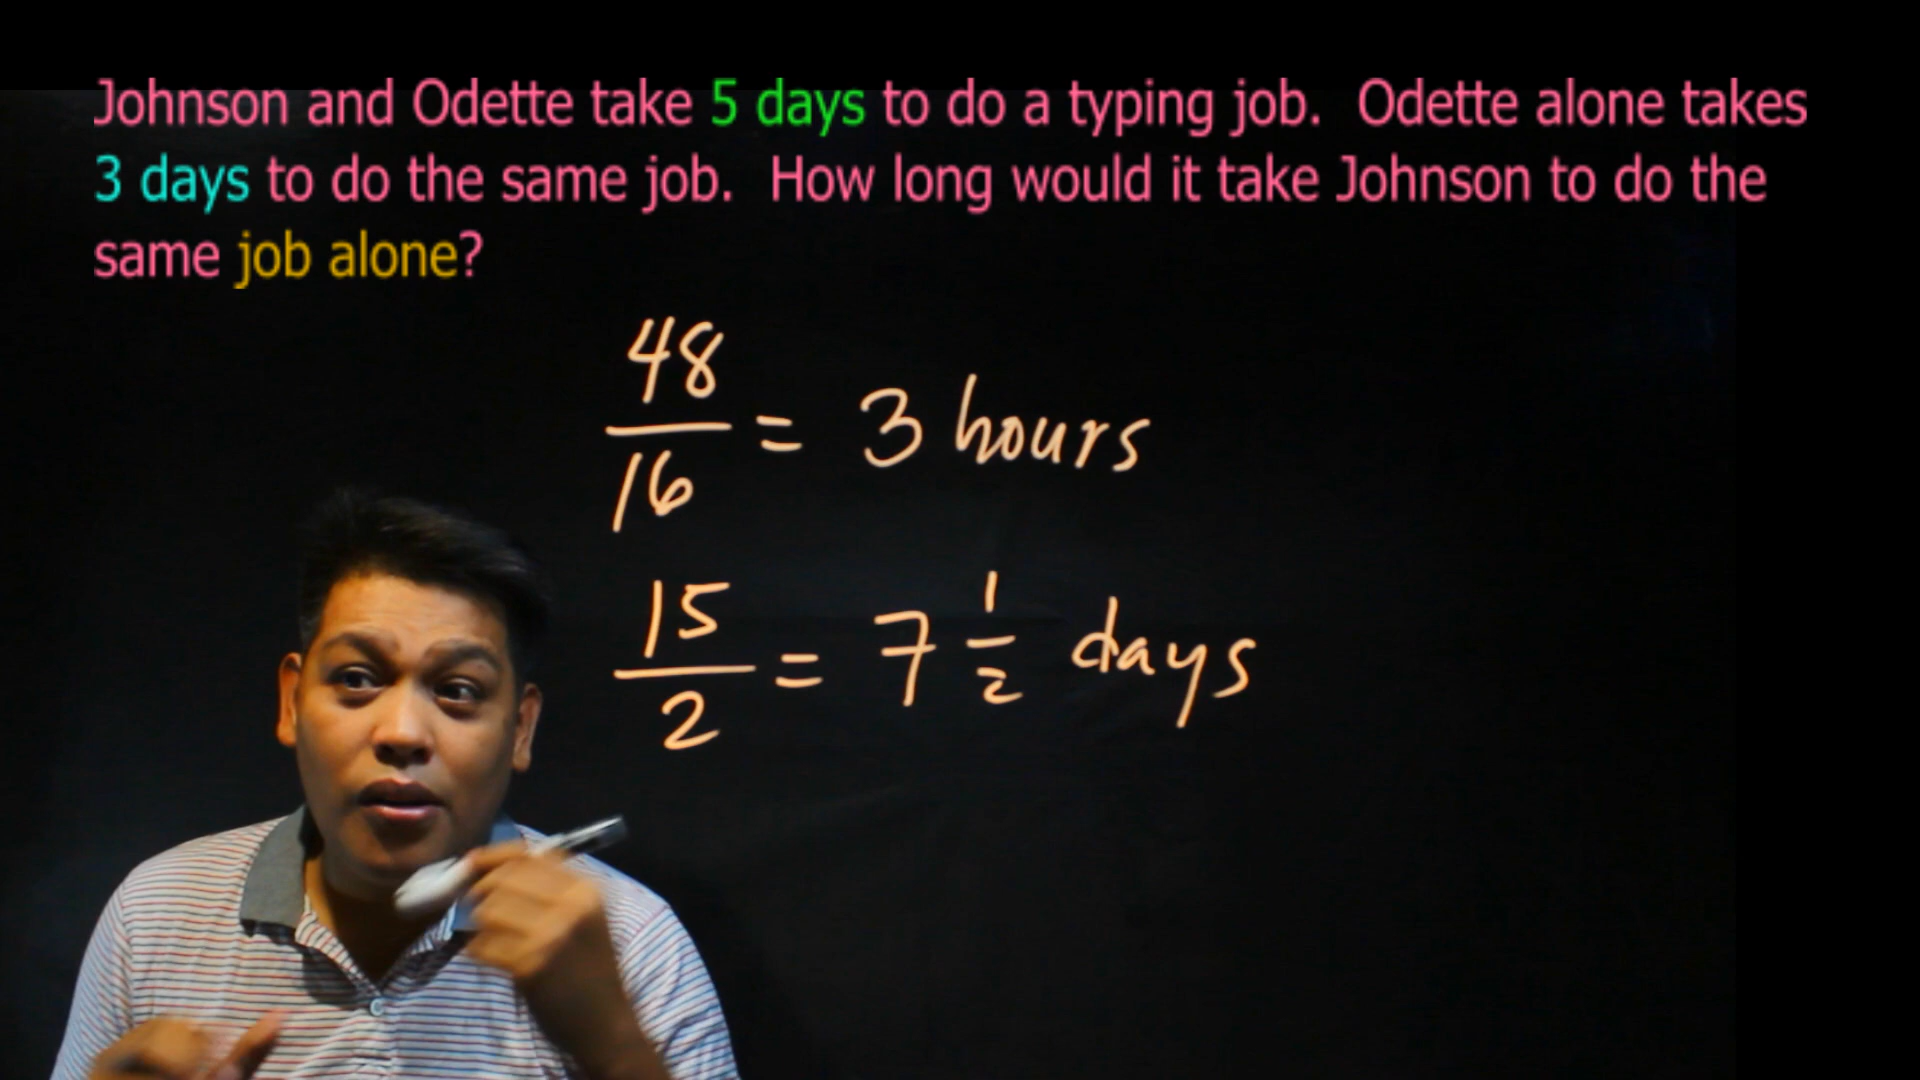 Johnson and Odette take 5 days to do a typing job. Odette alone takes
3 days to do the same job. How long would it take Johnson to do the
same job alone?
48/16 = 3 hours
15/2 = 7 1/2 days